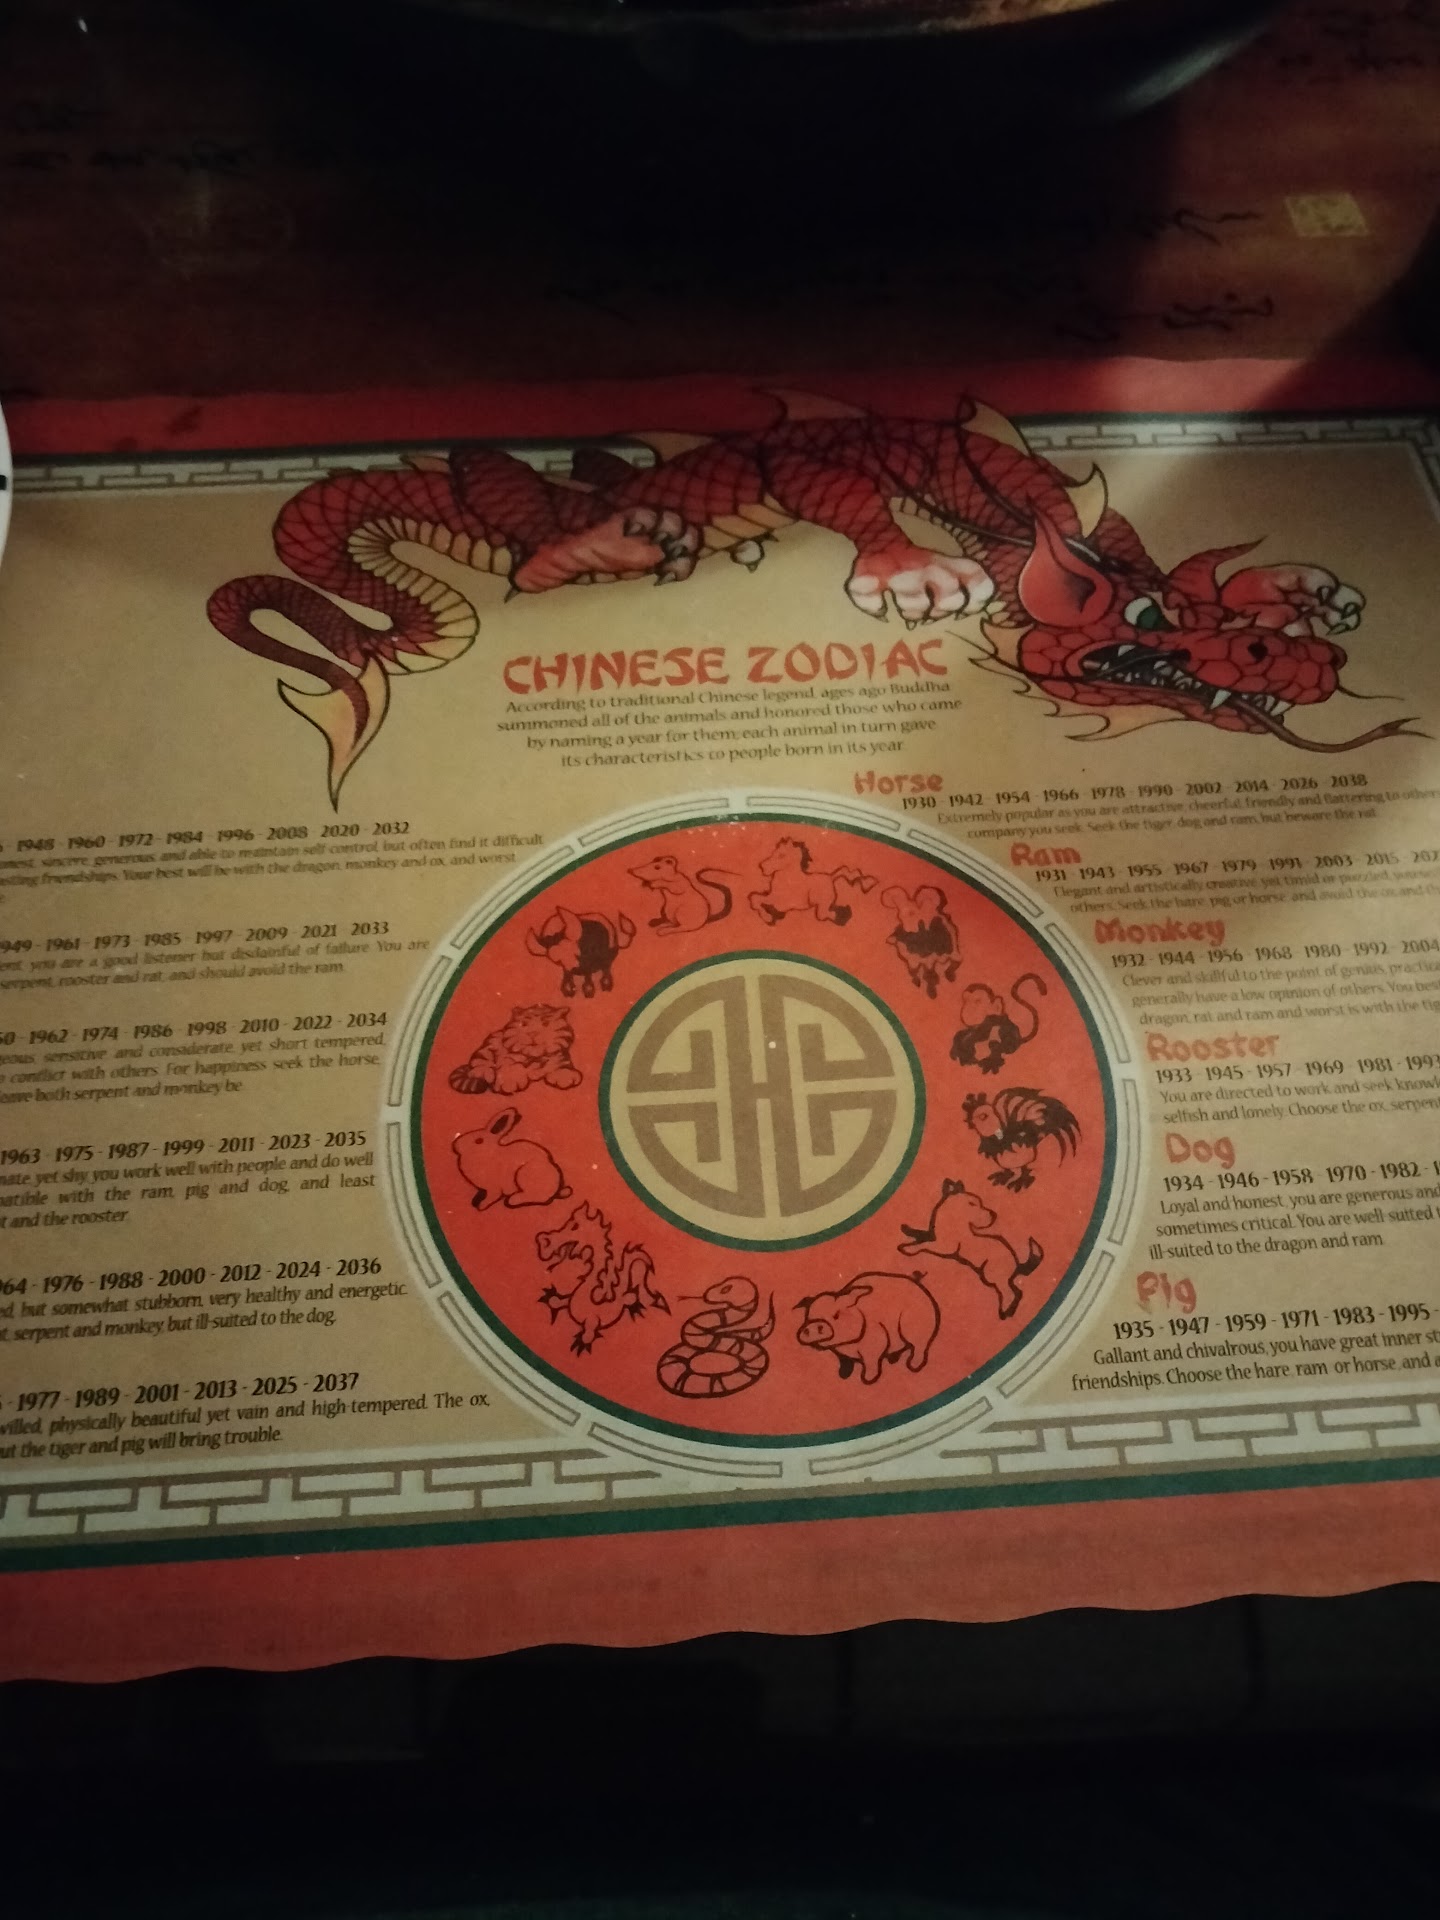 CHINESE ZODIAC
According to traditional Chinese legend, ages ago Buddha
summoned all of the animals and honored those who came
by naming a year for them; each animal in turn gave
its characteristics to people born in its year.
1948 - 1960 - 1972 - 1984 - 1996 - 2008 - 2020 - 2032
sincere, generous and able to maintain self control, but often find it difficult
friendships. Your best will be with the dragon, monkey and ox, and worst
1961 - 1973 - 1985 - 1997 - 2009 - 2021 - 2033
you are a good listener but disdainful of failure. You are
serpent, rooster and rat, and should avoid the ram.
1962 - 1974 - 1986 - 1998 - 2010 - 2022 - 2034
sensitive and considerate, yet short tempered,
conflict with others. For happiness seek the horse,
both serpent and monkey be.
1963 - 1975 - 1987 - 1999 - 2011 - 2023 - 2035
yet shy, you work well with people and do well
with the ram, pig and dog, and least
and the rooster.
1976 - 1988 - 2000 - 2012 - 2024 - 2036
but somewhat stubborn, very healthy and energetic.
serpent and monkey, but ill-suited to the dog.
1977 - 1989 - 2001 - 2013 - 2025 - 2037
willed, physically beautiful yet vain and high-tempered. The ox,
the tiger and pig will bring trouble.
Horse
1930 - 1942 - 1954 - 1966 - 1978 - 1990 - 2002 - 2014 - 2026 - 2038
Extremely popular as you are attractive, cheerful, friendly and flattering to
company you seek. Seek the tiger, dog and ram, but beware the rat.
Ram
1931 - 1943 - 1955 - 1967 - 1979 - 1991 - 2003 - 2015
Elegant and artistically creative yet timid or puzzled,
others. Seek the hare, pig or horse and avoid the ox and
Monkey
1932 - 1944 - 1956 - 1968 - 1980 - 1992 - 2004
Clever and skillful to the point of genius,
generally have a low opinion of others. You
dragon, rat and ram and worst is with the
Rooster
1933 - 1945 - 1957 - 1969 - 1981 - 1993
You are directed to work and seek
selfish and lonely. Choose the ox, serpent
Dog
1934 - 1946 - 1958 - 1970 - 1982 -
Loyal and honest, you are generous and
sometimes critical. You are well-suited
ill-suited to the dragon and ram.
Pig
1935 - 1947 - 1959 - 1971 - 1983 - 1995 -
Gallant and chivalrous, you have great inner
friendships. Choose the hare, ram or horse, and